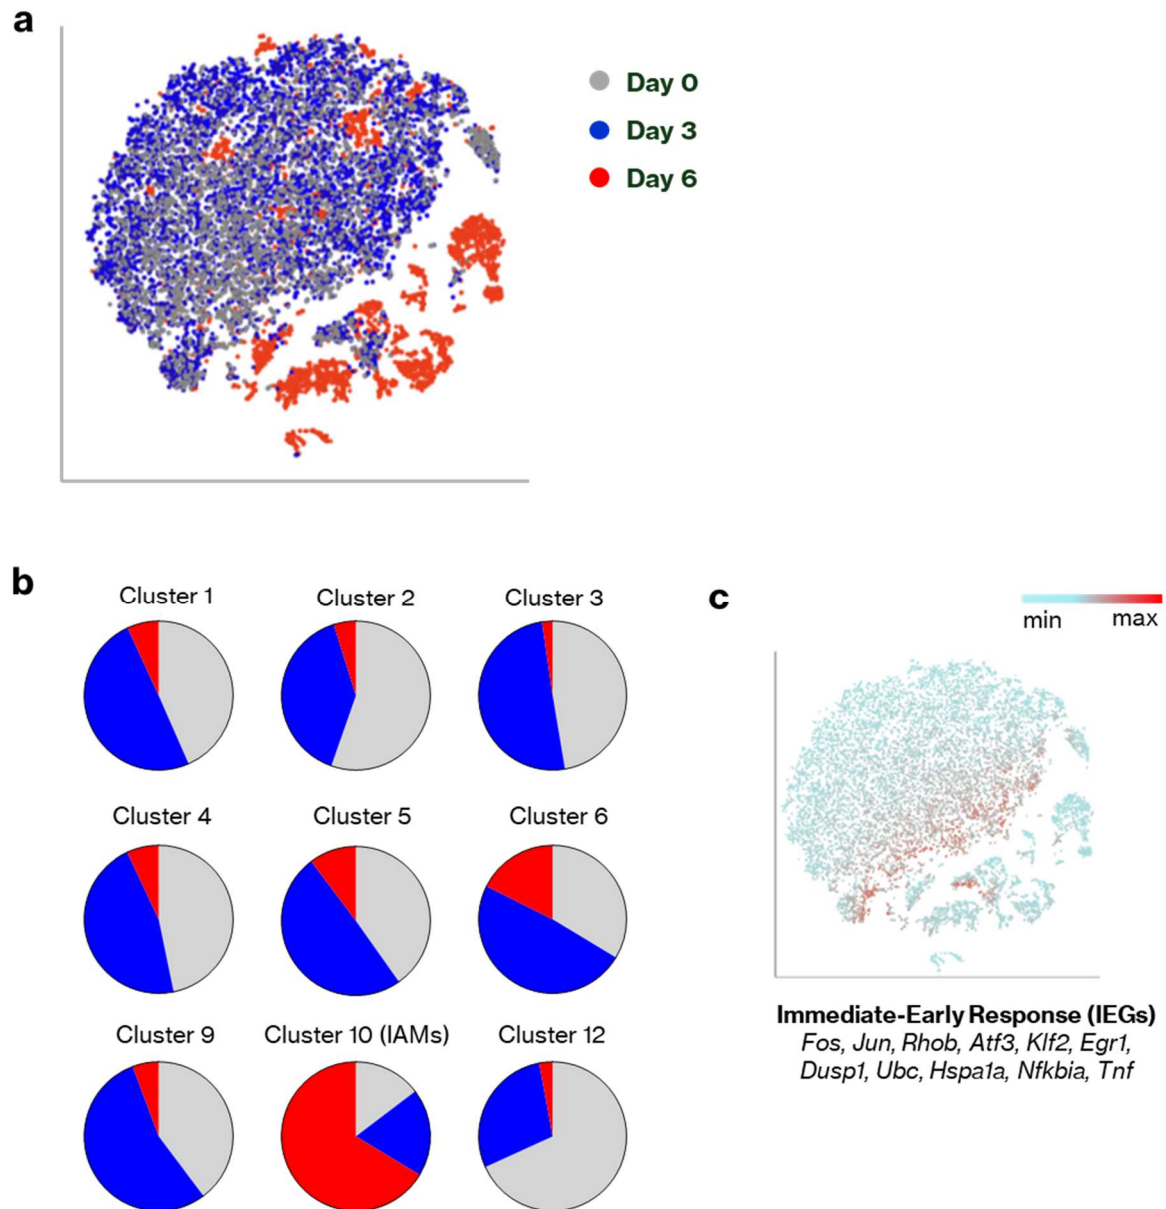 a
Day 0
Day 3
Day 6
b
Cluster 1
Cluster 2
Cluster 3
Cluster 4
Cluster 5
Cluster 6
Cluster 9
Cluster 10 (IAMs)
Cluster 12
c
min
max
Immediate-Early Response (IEGs)
Fos, Jun, Rhob, Atf3, Klf2, Egr1,
Dusp1, Ubc, Hspa1a, Nfkbia, Tnf